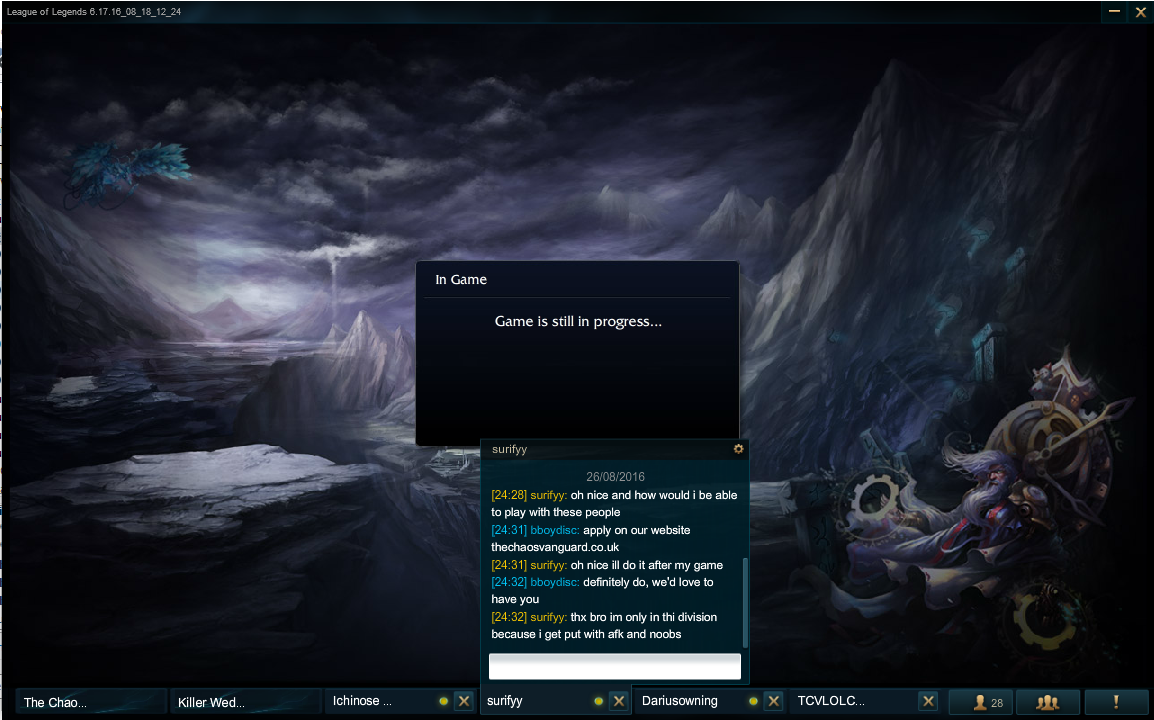 League of Legends 6.17.16_08_18_12_24
In Game
Game is still in progress...
surifyy
26/08/2016
[24:28] surifyy: oh nice and how would i be able
to play with these people
[24:31] bboydisc: apply on our website
thechaosvanguard.co.uk
[24:31] surifyy: oh nice ill do it after my game
[24:32] bboydisc: definitely do, we'd love to
have you
[24:32] surifyy: thx bro im only in thi division
because i get put with afk and noobs
The Chao...
Killer Wed...
Ichinose ...
surifyy
Dariusowning
TCVLOLC...
28
!